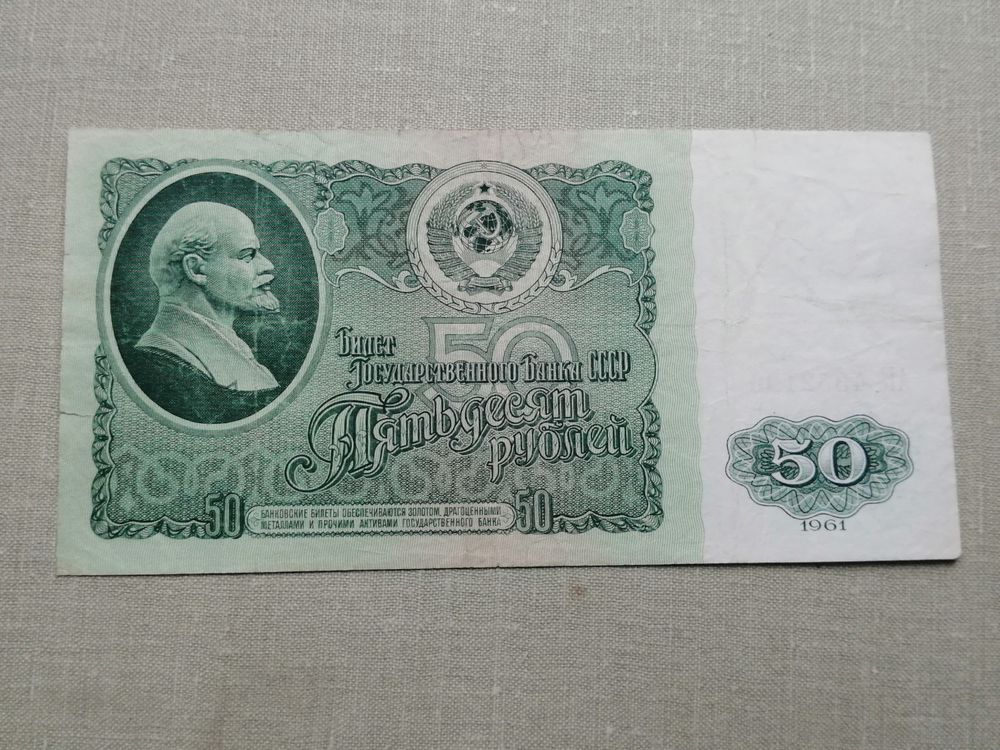 50
Билет
Государственного Банка СССР
Пятьдесят
рублей
50
БАНКОВСКИЕ БИЛЕТЫ ОБЕСПЕЧИВАЮТСЯ ЗОЛОТОМ, ДРАГОЦЕННЫМИ
МЕТАЛЛАМИ И ПРОЧИМИ АКТИВАМИ ГОСУДАРСТВЕННОГО БАНКА
50
50
1961